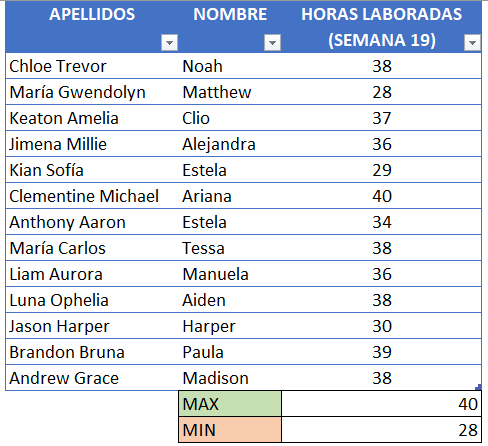 APELLIDOS NOMBRE HORAS LABORADAS
(SEMANA 19)
Chloe Trevor Noah 38
María Gwendolyn Matthew 28
Keaton Amelia Clio 37
Jimena Millie Alejandra 36
Kian Sofía Estela 29
Clementine Michael Ariana 40
Anthony Aaron Estela 34
María Carlos Tessa 38
Liam Aurora Manuela 36
Luna Ophelia Aiden 38
Jason Harper Harper 30
Brandon Bruna Paula 39
Andrew Grace Madison 38
MAX 40
MIN 28